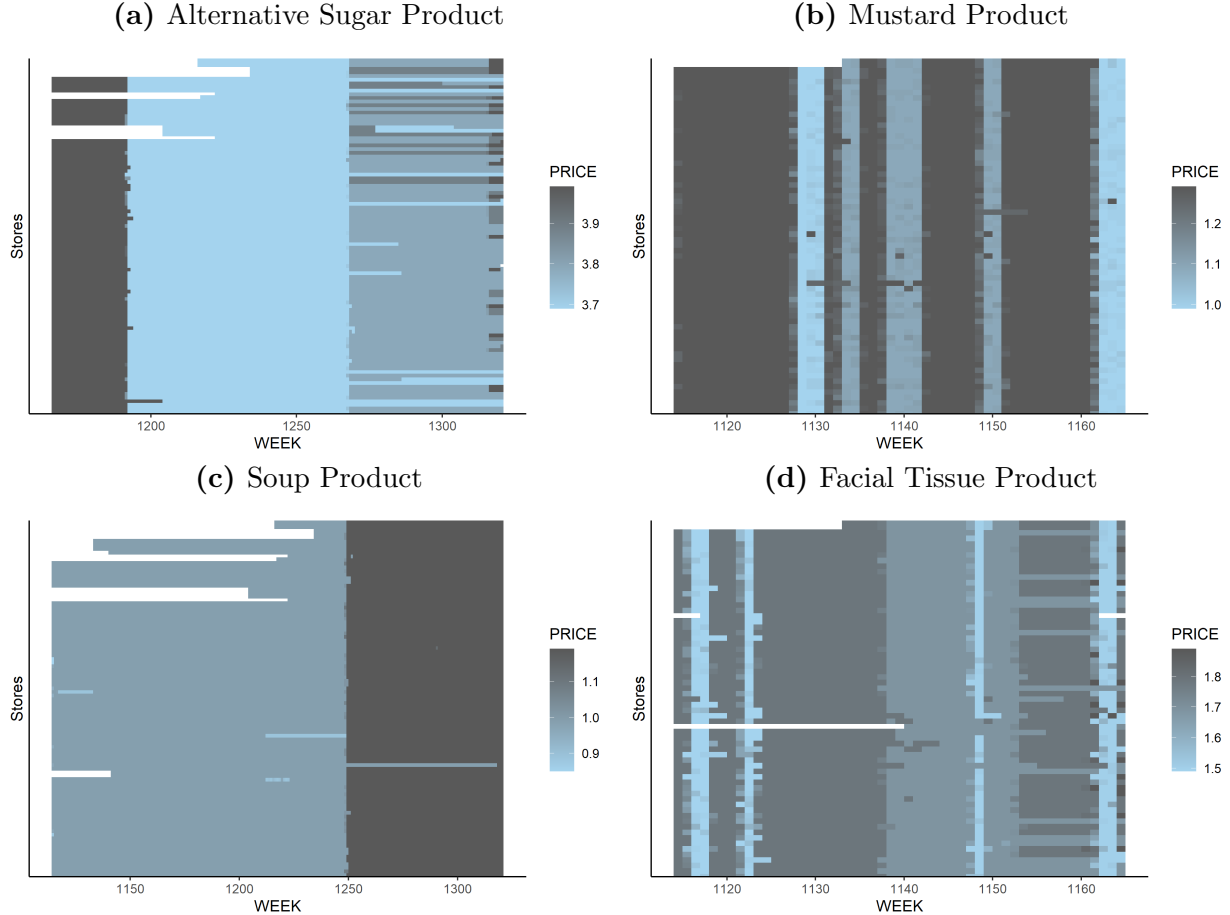 (a) Alternative Sugar Product
Stores
PRICE
3.9
3.8
3.7
1200 1250 1300
WEEK
(b) Mustard Product
Stores
PRICE
1.2
1.1
1.0
1120 1130 1140 1150 1160
WEEK
(c) Soup Product
Stores
PRICE
1.1
1.0
0.9
1150 1200 1250 1300
WEEK
(d) Facial Tissue Product
Stores
PRICE
1.8
1.7
1.6
1.5
1120 1130 1140 1150 1160
WEEK